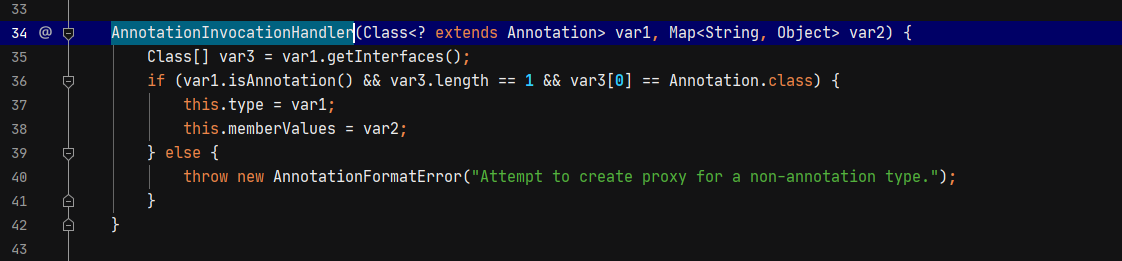 33
34 @ AnnotationInvocationHandler(Class<? extends Annotation> var1, Map<String, Object> var2) {
35 Class[] var3 = var1.getInterfaces();
36 if (var1.isAnnotation() && var3.length == 1 && var3[0] == Annotation.class) {
37 this.type = var1;
38 this.memberValues = var2;
39 } else {
40 throw new AnnotationFormatError("Attempt to create proxy for a non-annotation type.");
41 }
42 }
43